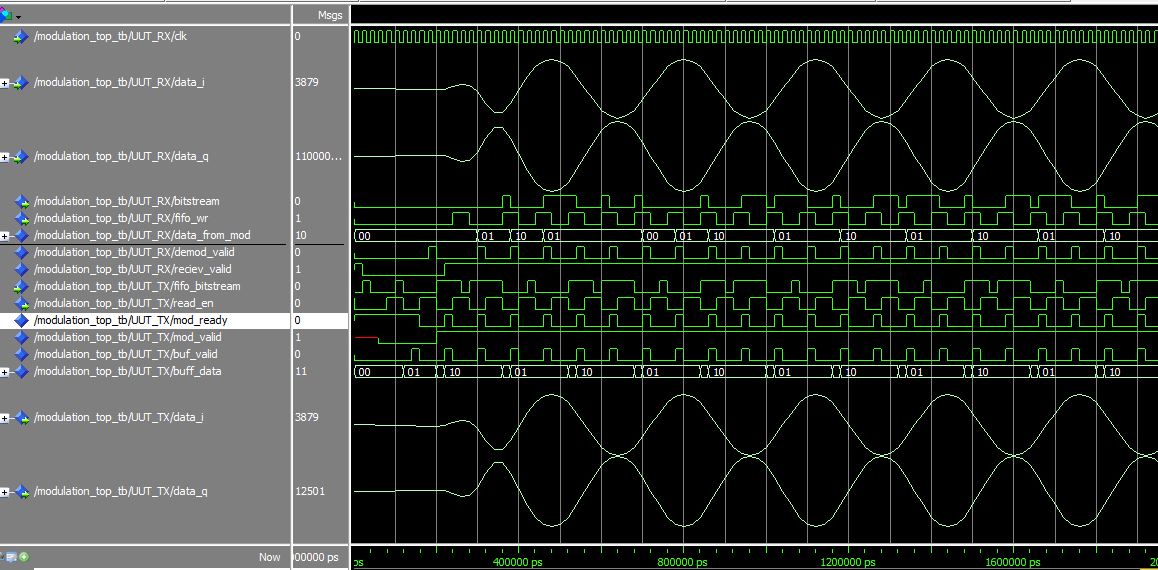 Msgs
/modulation_top_tb/UUT_RX/clk 0
/modulation_top_tb/UUT_RX/data_i 3879
/modulation_top_tb/UUT_RX/data_q 110000...
/modulation_top_tb/UUT_RX/bitstream 0
/modulation_top_tb/UUT_RX/fifo_wr 1
/modulation_top_tb/UUT_RX/data_from_mod 10 00 01 10 01 00 01 10 01 10 01 10 01 10
/modulation_top_tb/UUT_RX/demod_valid 0
/modulation_top_tb/UUT_RX/reciev_valid 1
/modulation_top_tb/UUT_TX/fifo_bitstream 0
/modulation_top_tb/UUT_TX/read_en 0
/modulation_top_tb/UUT_TX/mod_ready 0
/modulation_top_tb/UUT_TX/mod_valid 1
/modulation_top_tb/UUT_TX/buf_valid 0
/modulation_top_tb/UUT_TX/buff_data 11 00 01 10 01 10 01 10 01 10 01 10 01 10
/modulation_top_tb/UUT_TX/data_i 3879
/modulation_top_tb/UUT_TX/data_q 12501
Now 000000 ps ps 400000 ps 800000 ps 1200000 ps 1600000 ps 20